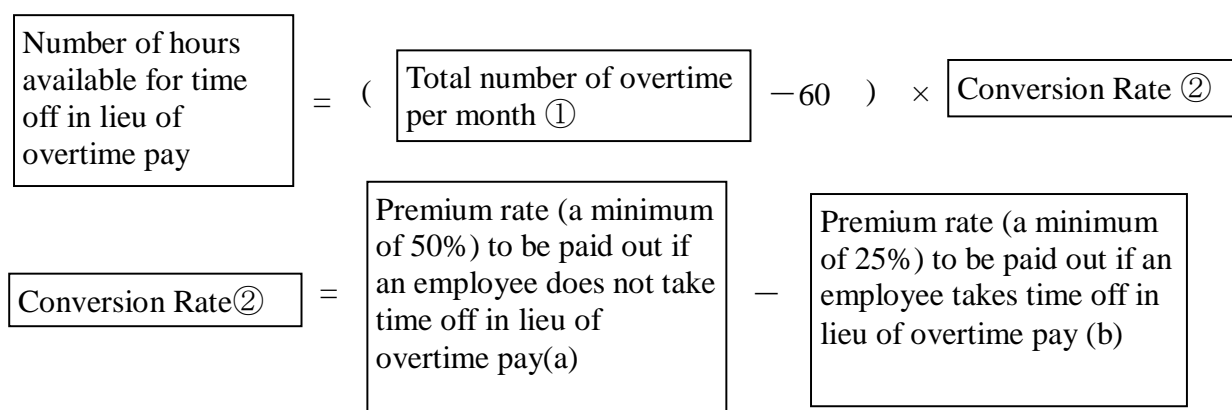 Number of hours
available for time
off in lieu of
overtime pay
= ( Total number of overtime
per month ① －60 ) × Conversion Rate ②
Conversion Rate② =
Premium rate (a minimum
of 50%) to be paid out if
an employee does not take
time off in lieu of
overtime pay(a)
－
Premium rate (a minimum
of 25%) to be paid out if an
employee takes time off in
lieu of overtime pay (b)